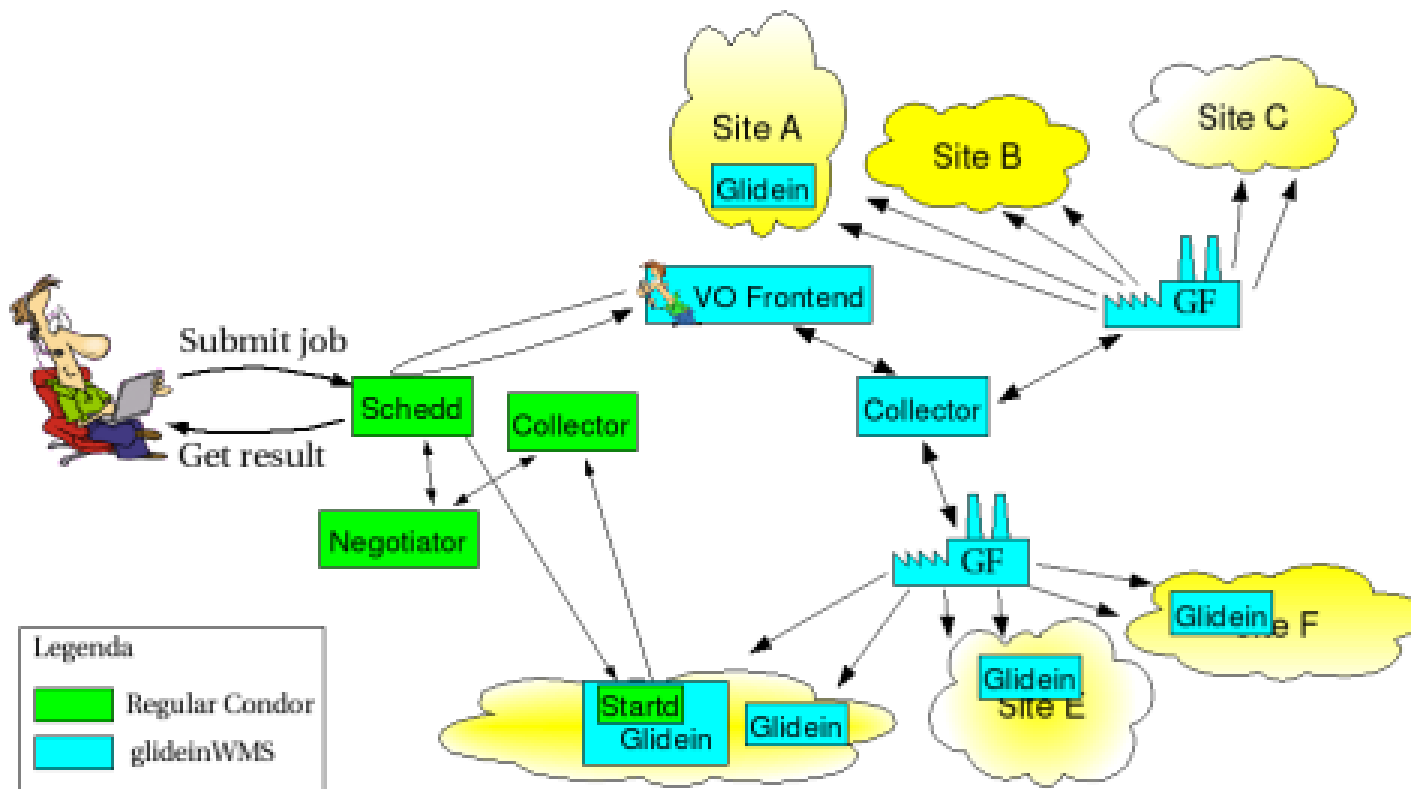 Site A
Glidein
Site B
Site C
GF
VO Frontend
Submit job
Schedd
Get result
Collector
Collector
Negotiator
GF
Glidein
Site F
Glidein
Site E
Startd
Glidein
Glidein
Legenda
Regular Condor
glideinWMS